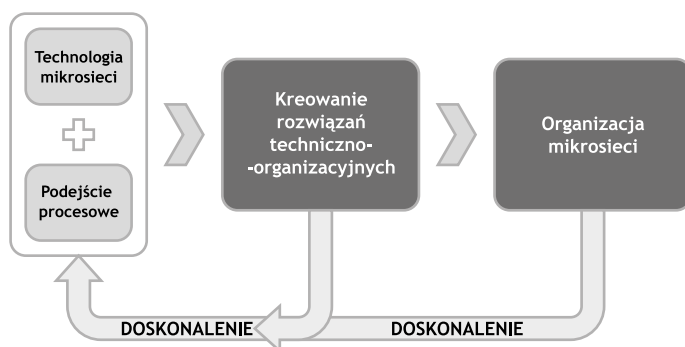 Technologia
mikrosieci
Podejście
procesowe
Kreowanie
rozwiązań
techniczno-
-organizacyjnych
Organizacja
mikrosieci
DOSKONALENIE
DOSKONALENIE